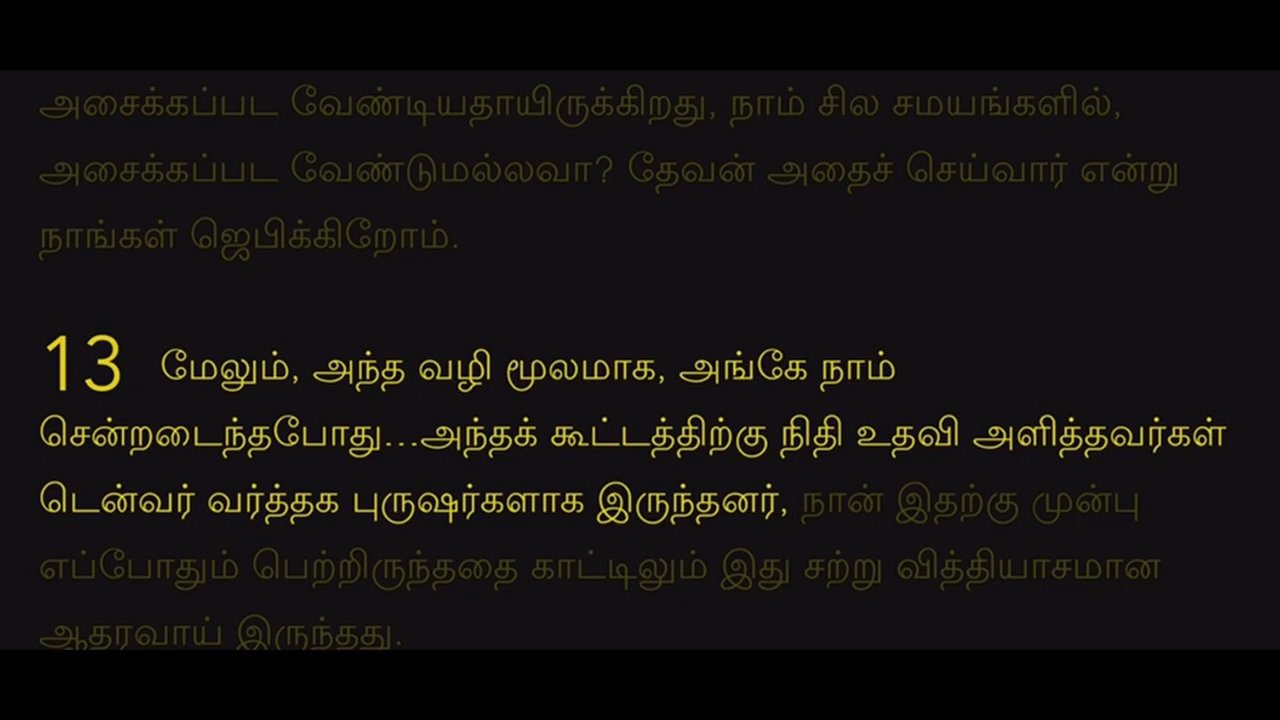 அசைக்கப்பட வேண்டியதாயிருக்கிறது, நாம் சில சமயங்களில்,
அசைக்கப்பட வேண்டுமல்லவா? தேவன் அதைச் செய்வார் என்று
நாங்கள் ஜெபிக்கிறோம்.
13 மேலும், அந்த வழி மூலமாக, அங்கே நாம்
சென்றடைந்தபோது...அந்தக் கூட்டத்திற்கு நிதி உதவி அளித்தவர்கள்
டென்வர் வர்த்தக புருஷர்களாக இருந்தனர், நான் இதற்கு முன்பு
எப்போதும் பெற்றிருந்ததை காட்டிலும் இது சற்று வித்தியாசமான
ஆதரவாய் இருந்தது.